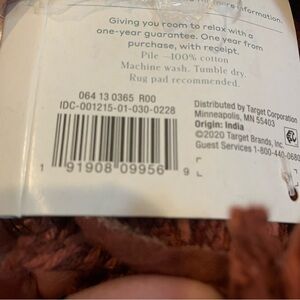 for more information.
Giving you room to relax with a
one-year guarantee. One year from
purchase, with receipt.
Pile —100% cotton
Machine wash. Tumble dry.
Rug pad recommended.
064 13 0365 R00
IDC-001215-01-030-0228
1 91908 09956 9
Distributed by Target Corporation
Minneapolis, MN 55403
Origin: India
©2020 Target Brands, Inc.
Guest Services 1-800-440-0680